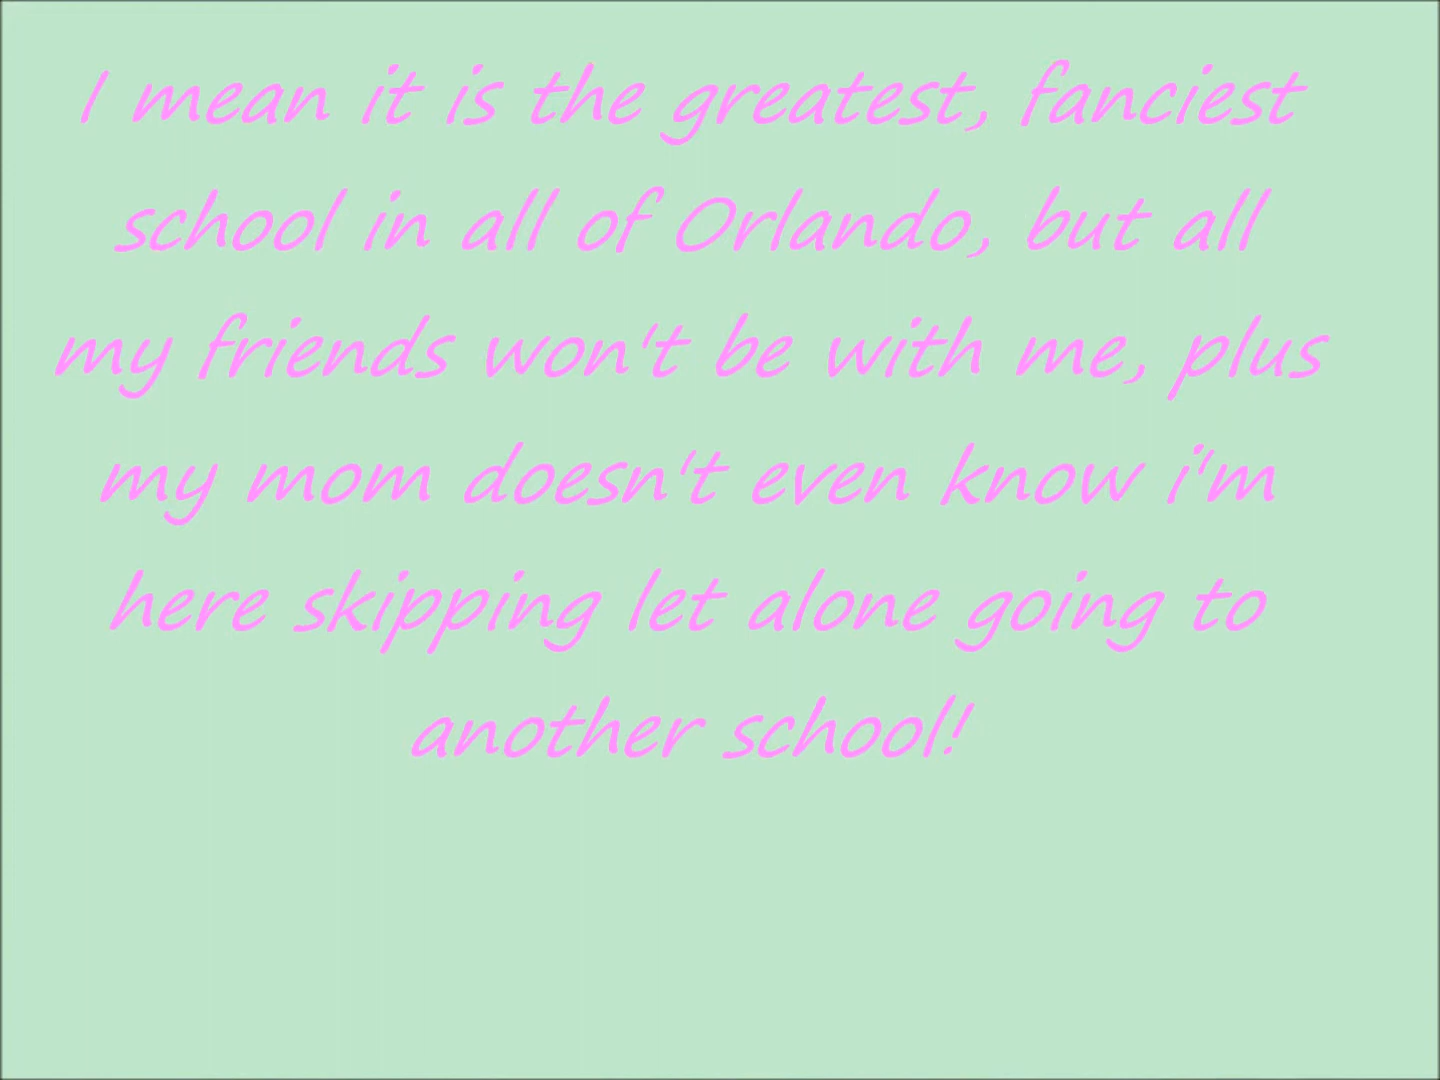 I mean it is the greatest, fanciest
school in all of Orlando, but all
my friends won't be with me, plus
my mom doesn't even know i'm
here skipping let alone going to
another school!